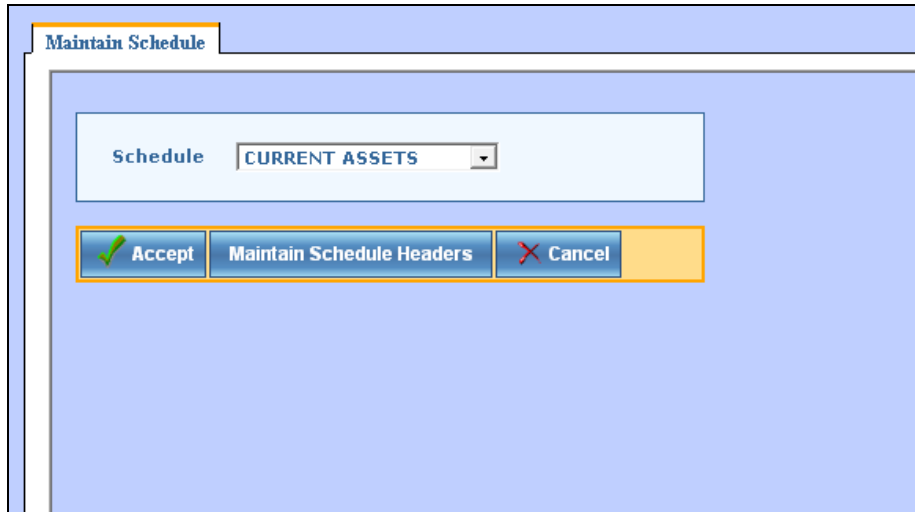 Maintain Schedule
Schedule CURRENT ASSETS
Accept Maintain Schedule Headers Cancel